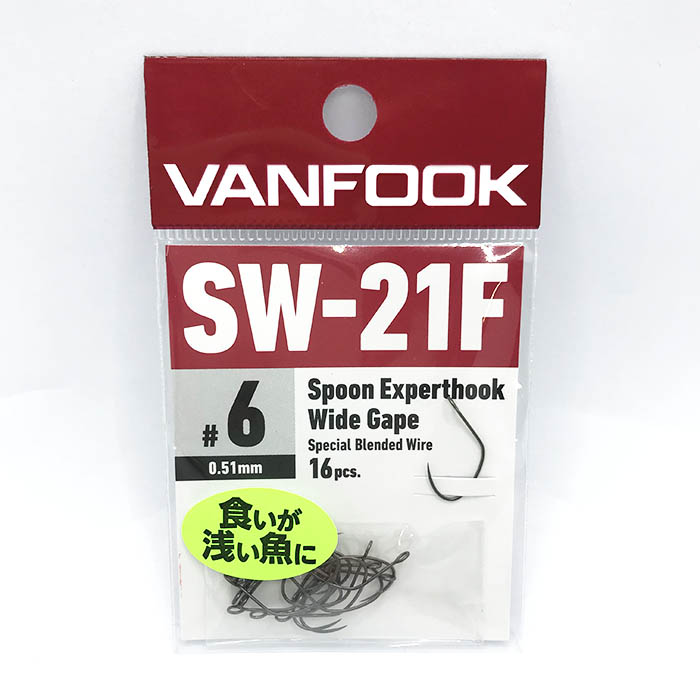 VANFOOK
SW-21F
#6
0.51mm
Spoon Experthook
Wide Gape
Special Blended Wire
16pcs.
食いが
浅い魚に